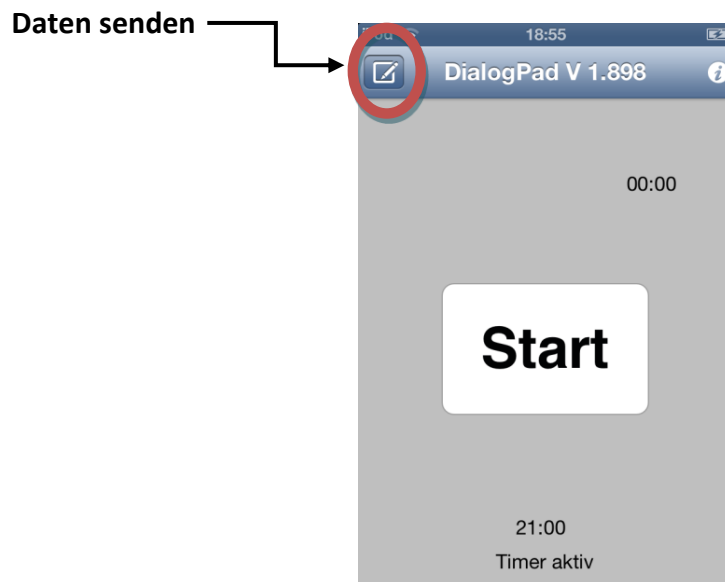 Daten senden
18:55
DialogPad V 1.898
00:00
Start
21:00
Timer aktiv